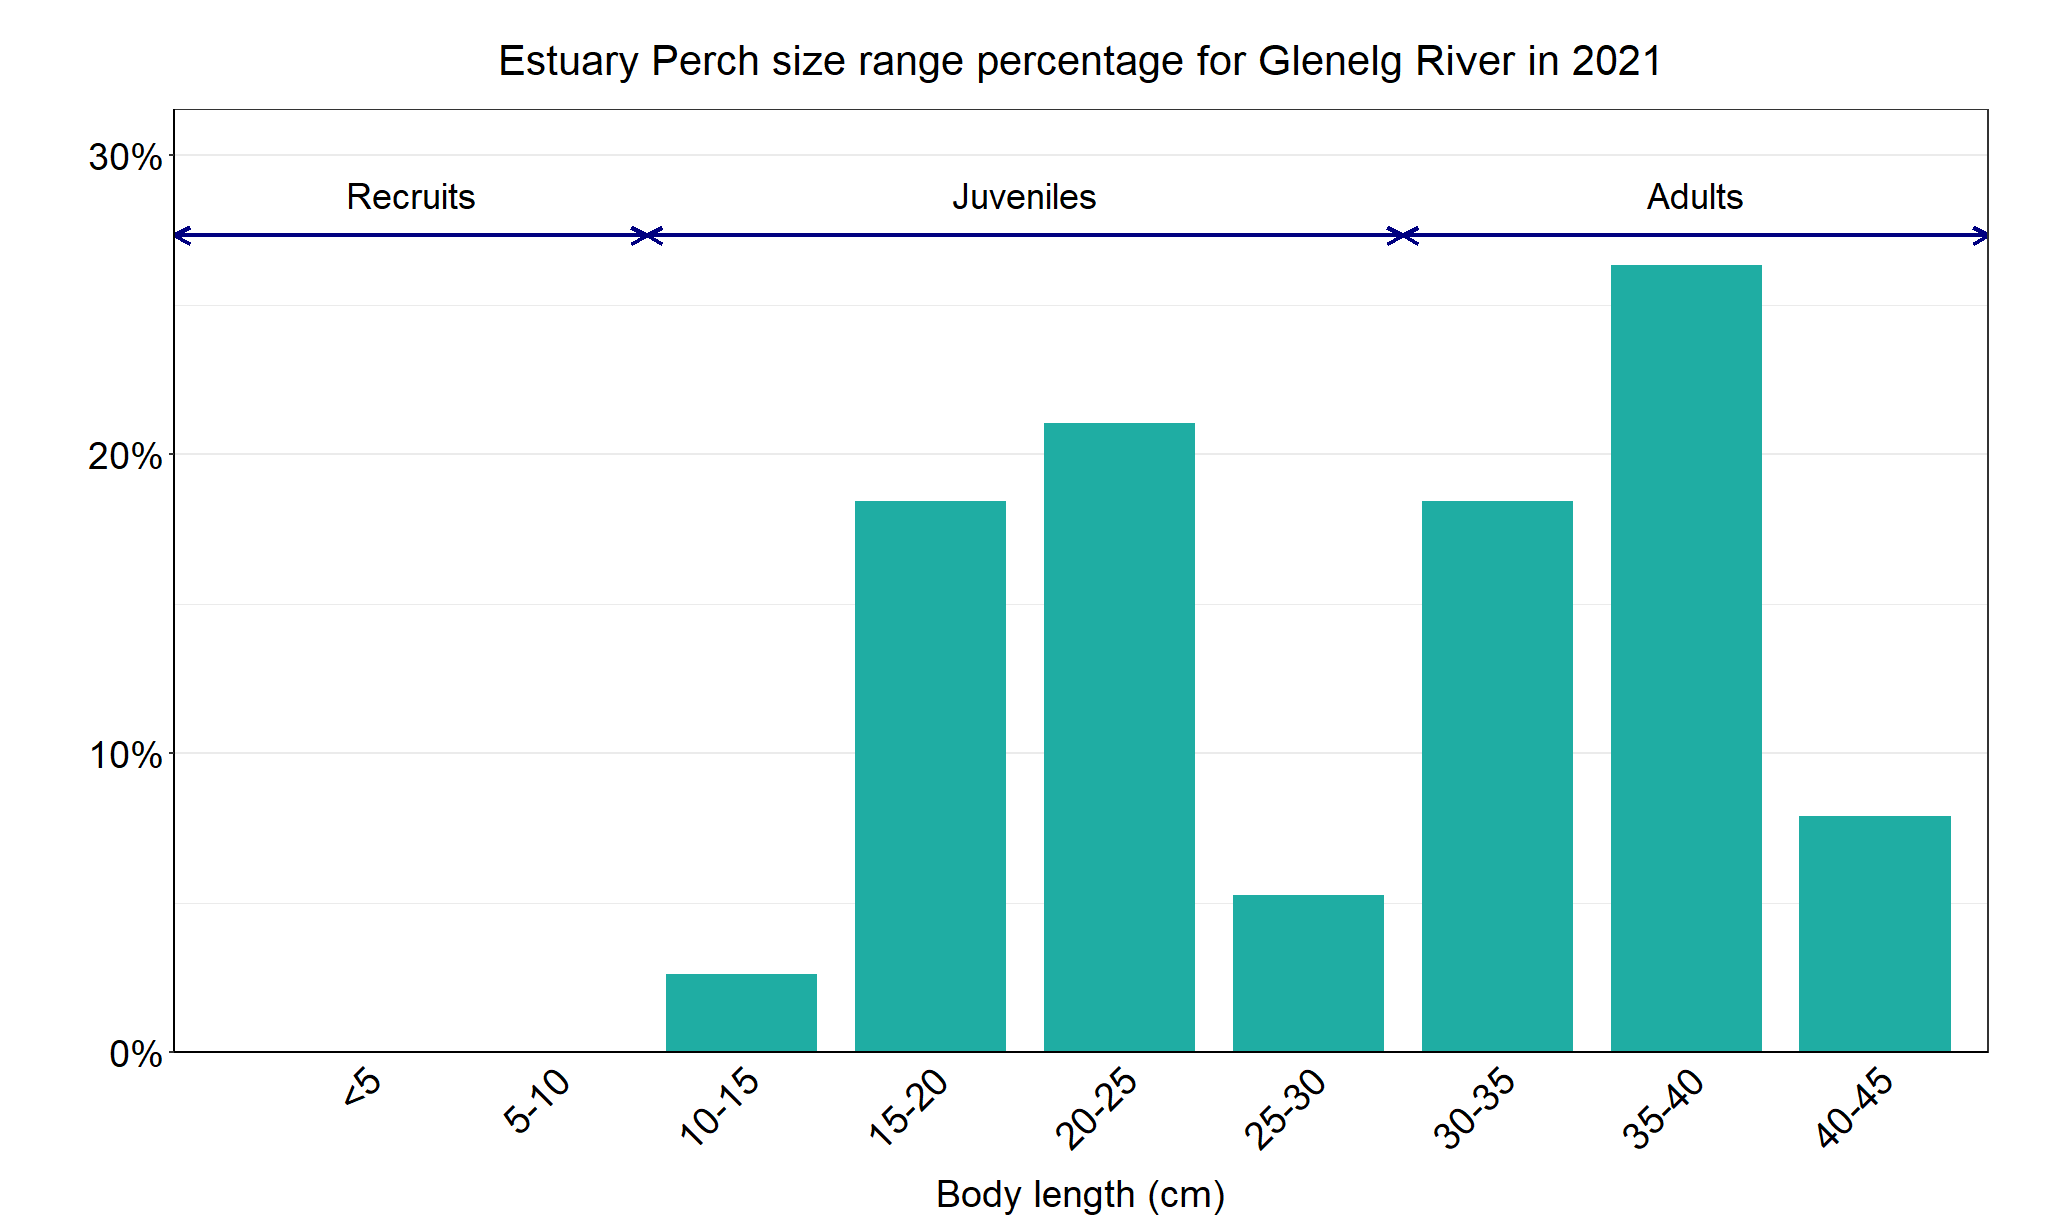 Estuary Perch size range percentage for Glenelg River in 2021
30%
Recruits
Juveniles
Adults
20%
10%
0%
<5
5-10
10-15
15-20
20-25
25-30
30-35
35-40
40-45
Body length (cm)